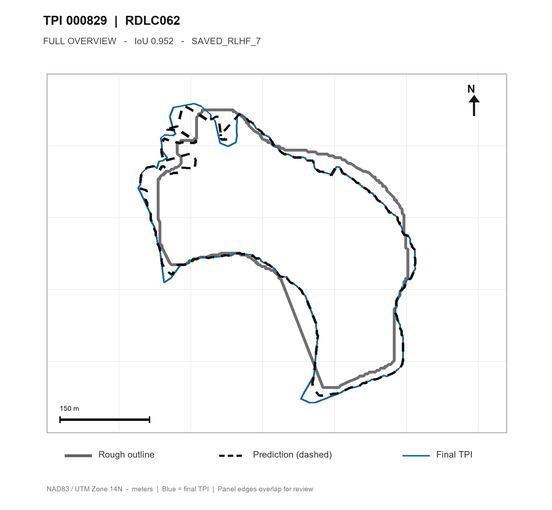 TPI 000829 | RDLC062
FULL OVERVIEW - IoU 0.952 - SAVED_RLHF_7
N
150 m
Rough outline Prediction (dashed) Final TPI
NAD83 / UTM Zone 14N - meters | Blue = final TPI | Panel edges overlap for review